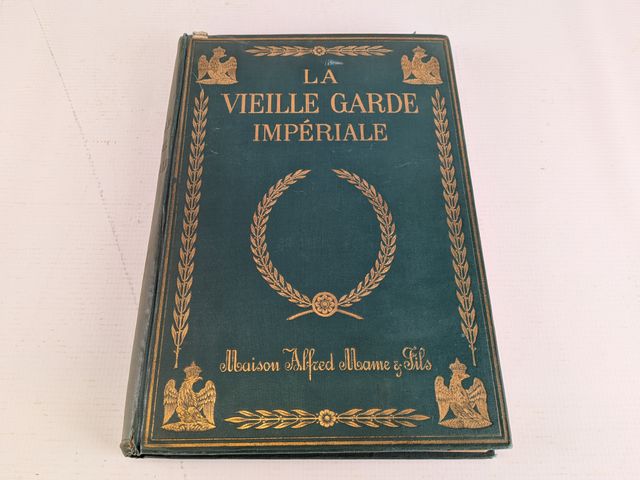 LA
VIEILLE GARDE
IMPÉRIALE
Maison Alfred Mame & Fils